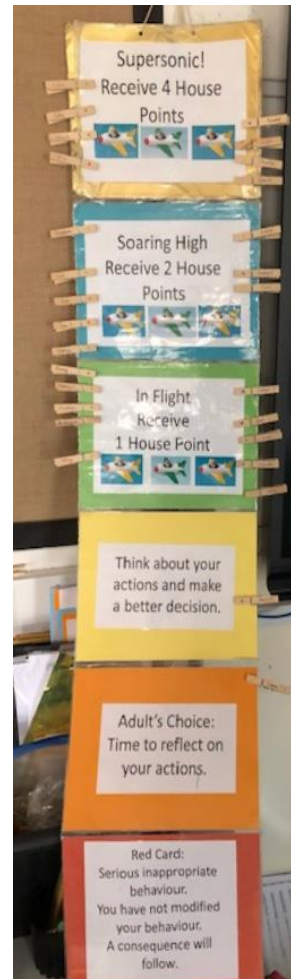 Supersonic!
Receive 4 House
Points
Soaring High
Receive 2 House
Points
In Flight
Receive
1 House Point
Think about your
actions and make
a better decision.
Adult's Choice:
Time to reflect on
your actions.
Red Card:
Serious inappropriate
behaviour.
You have not modified
your behaviour.
A consequence will
follow.